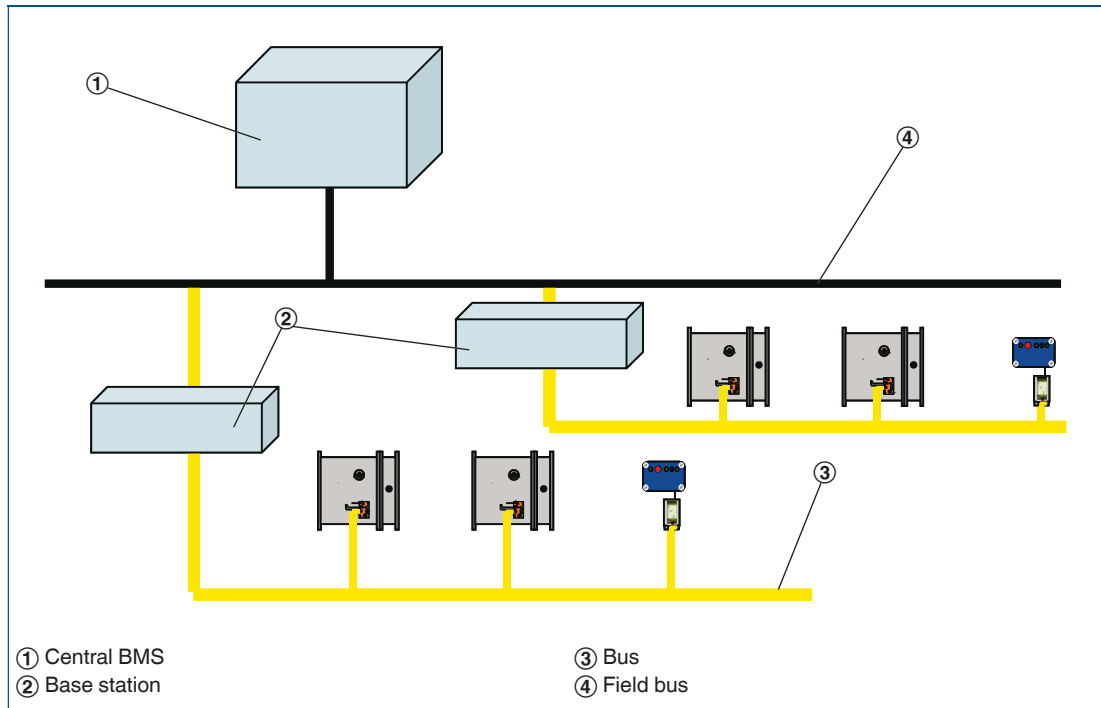 ①
④
②
③
① Central BMS
② Base station
③ Bus
④ Field bus